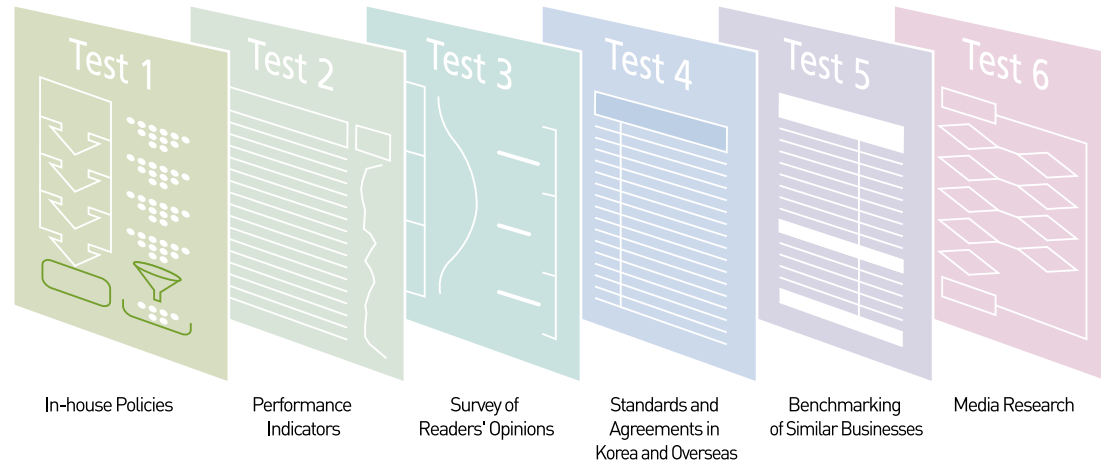 Test 1
Test 2
Test 3
Test 4
Test 5
Test 6
In-house Policies
Performance
Indicators
Survey of
Readers' Opinions
Standards and
Agreements in
Korea and Overseas
Benchmarking
of Similar Businesses
Media Research